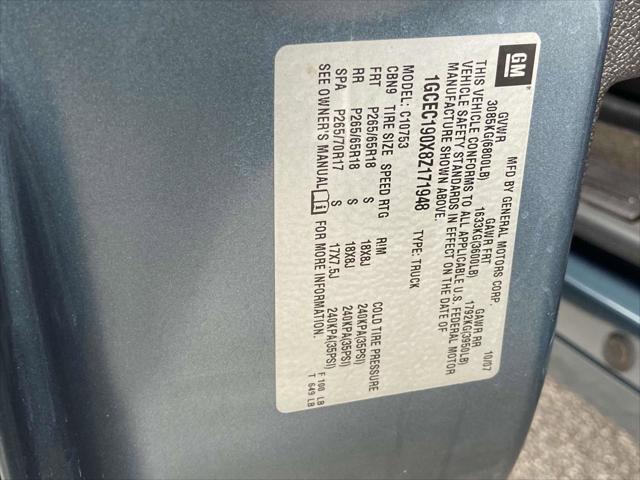 GM
MFD BY GENERAL MOTORS CORP. 10/07
GVWR GAWR FRT GAWR RR
3085KG(6800LB) 1633KG(3600LB) 1792KG(3950LB)
THIS VEHICLE CONFORMS TO ALL APPLICABLE U.S. FEDERAL MOTOR
VEHICLE SAFETY STANDARDS IN EFFECT ON THE DATE OF
MANUFACTURE SHOWN ABOVE.
1GCEC190X8Z171948 TYPE: TRUCK
MODEL: C10753
CBN9 TIRE SIZE SPEED RTG RIM COLD TIRE PRESSURE
FRT P265/65R18 S 18X8J 240KPA(35PSI)
RR P265/65R18 S 18X8J 240KPA(35PSI)
SPA P265/70R17 S 17X7.5J 240KPA(35PSI)
SEE OWNER'S MANUAL FOR MORE INFORMATION.
F 100 LB
T 649 LB